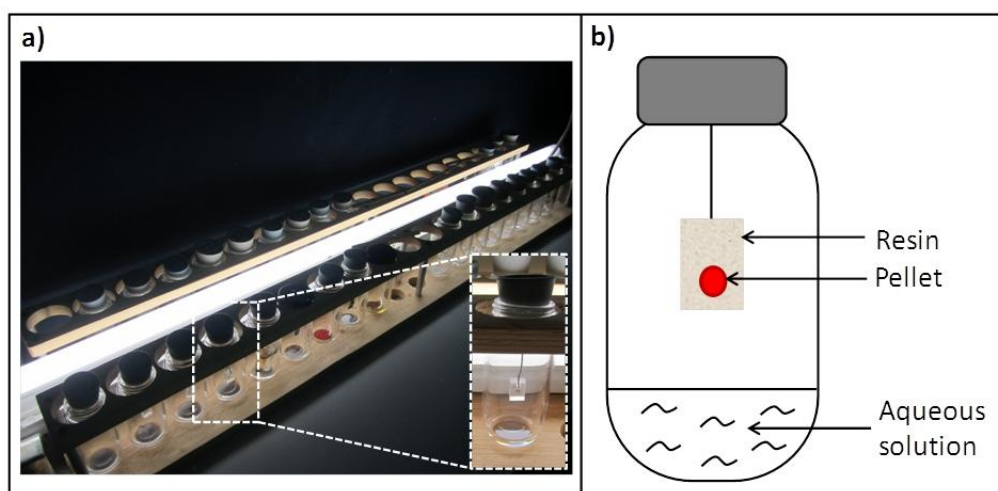 a)
b)
Resin
Pellet
Aqueous
solution